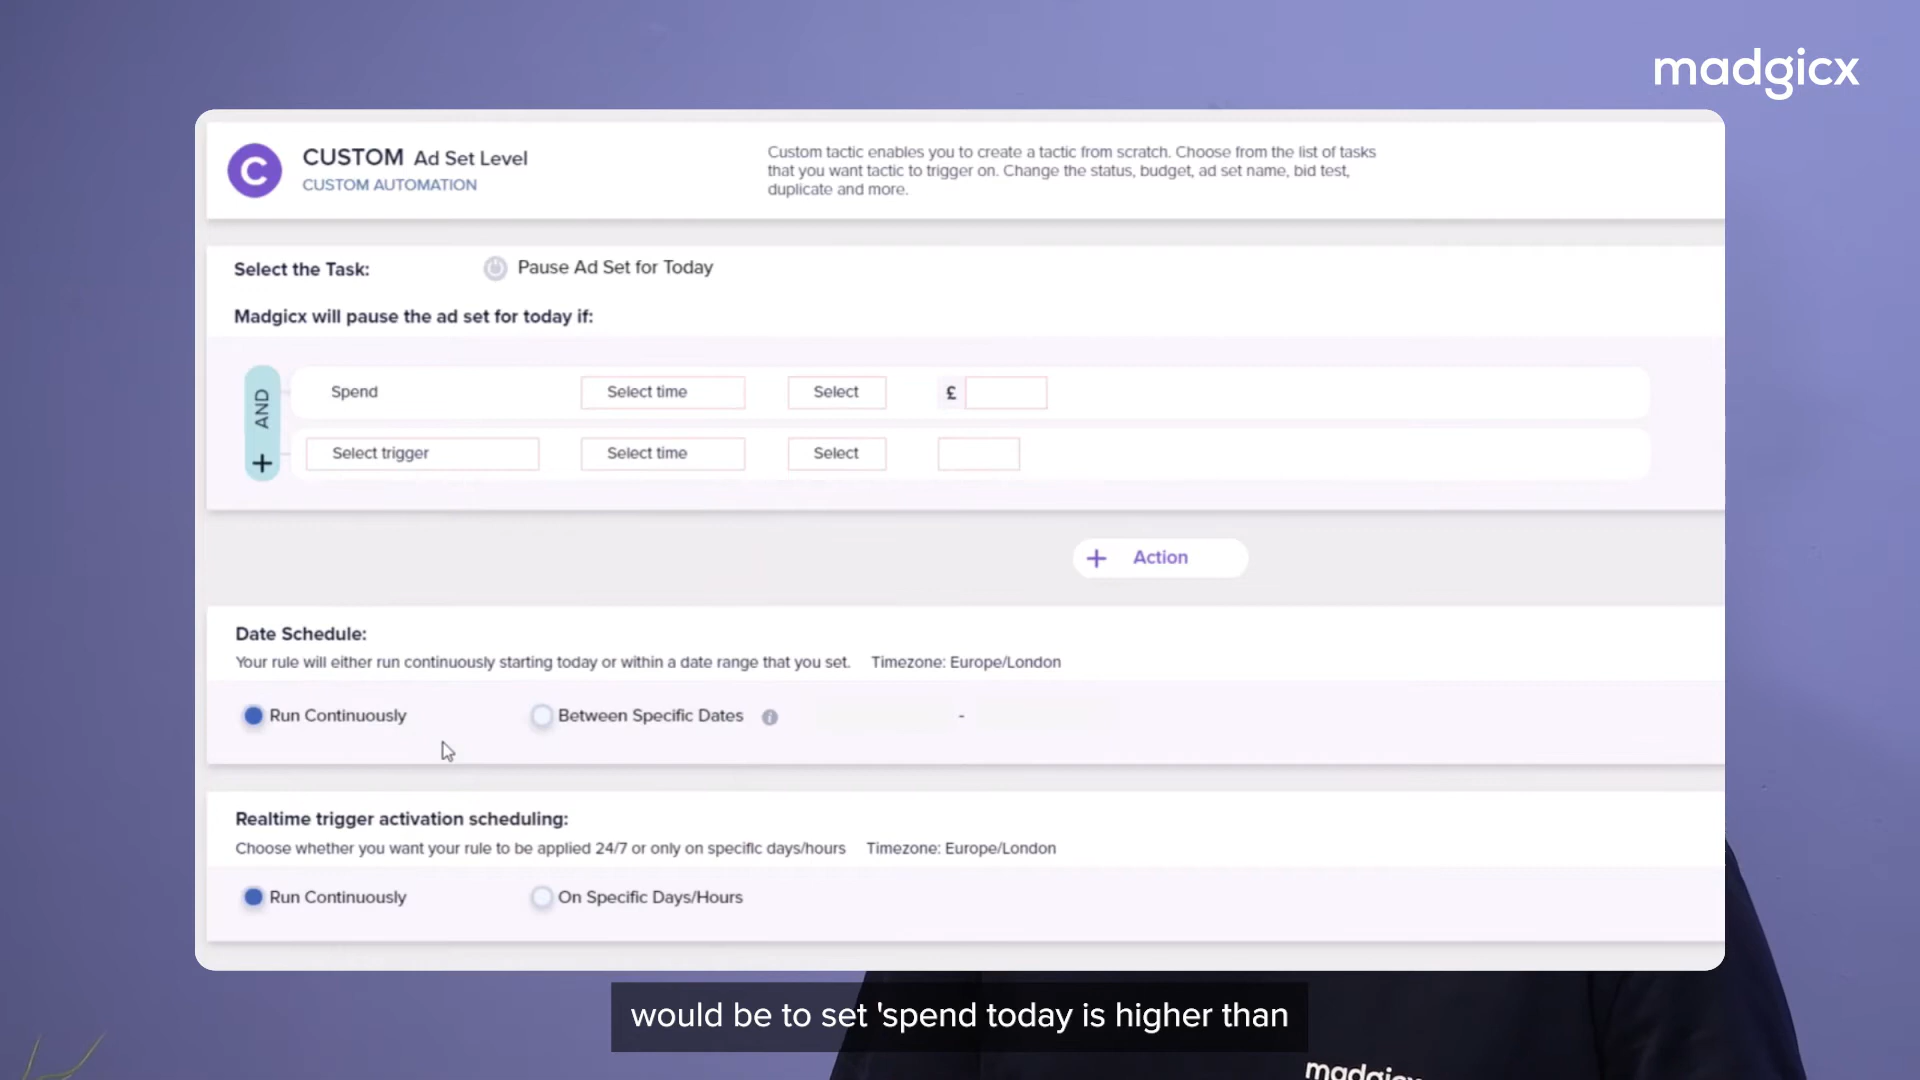 madgicx
C
CUSTOM Ad Set Level
CUSTOM AUTOMATION
Custom tactic enables you to create a tactic from scratch. Choose from the list of tasks
that you want tactic to trigger on. Change the status, budget, ad set name, bid test,
duplicate and more.
Select the Task:
Pause Ad Set for Today
Madgicx will pause the ad set for today if:
AND
Spend
Select time
Select
£
+
Select trigger
Select time
Select
+ Action
Date Schedule:
Your rule will either run continuously starting today or within a date range that you set. Timezone: Europe/London
Run Continuously
Between Specific Dates
i
-
Realtime trigger activation scheduling:
Choose whether you want your rule to be applied 24/7 or only on specific days/hours Timezone: Europe/London
Run Continuously
On Specific Days/Hours
would be to set 'spend today is higher than
madgicx